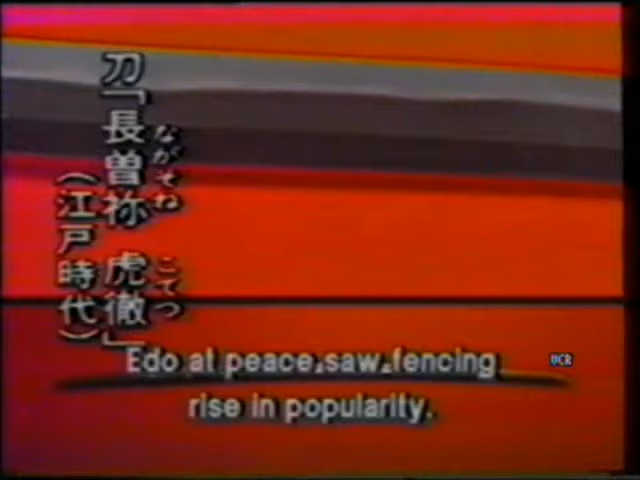 刀「長曽祢 虎徹」
ながそね こてつ
(江戸時代)
Edo at peace saw fencing
rise in popularity.
UCR